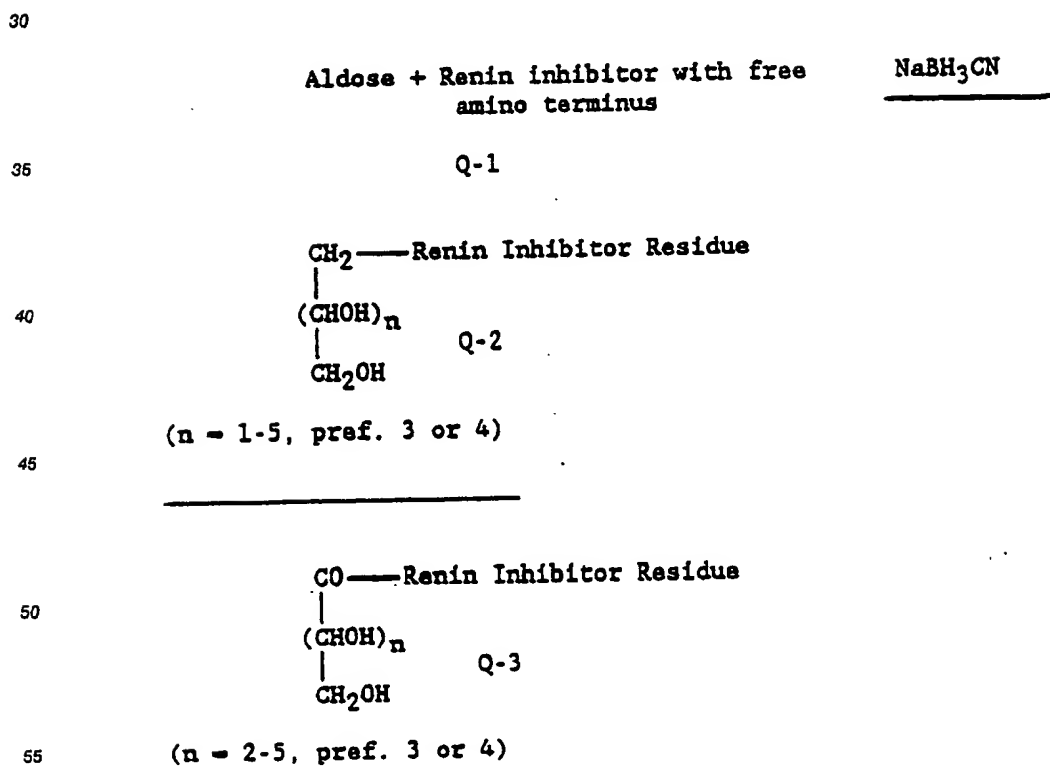 30
Aldose + Renin inhibitor with free NaBH3CN
amino terminus
35 Q-1
CH2——Renin Inhibitor Residue
40 (CHOH)n
Q-2
CH2OH
(n = 1-5, pref. 3 or 4)
45
CO——Renin Inhibitor Residue
50
(CHOH)n
Q-3
CH2OH
55 (n = 2-5, pref. 3 or 4)